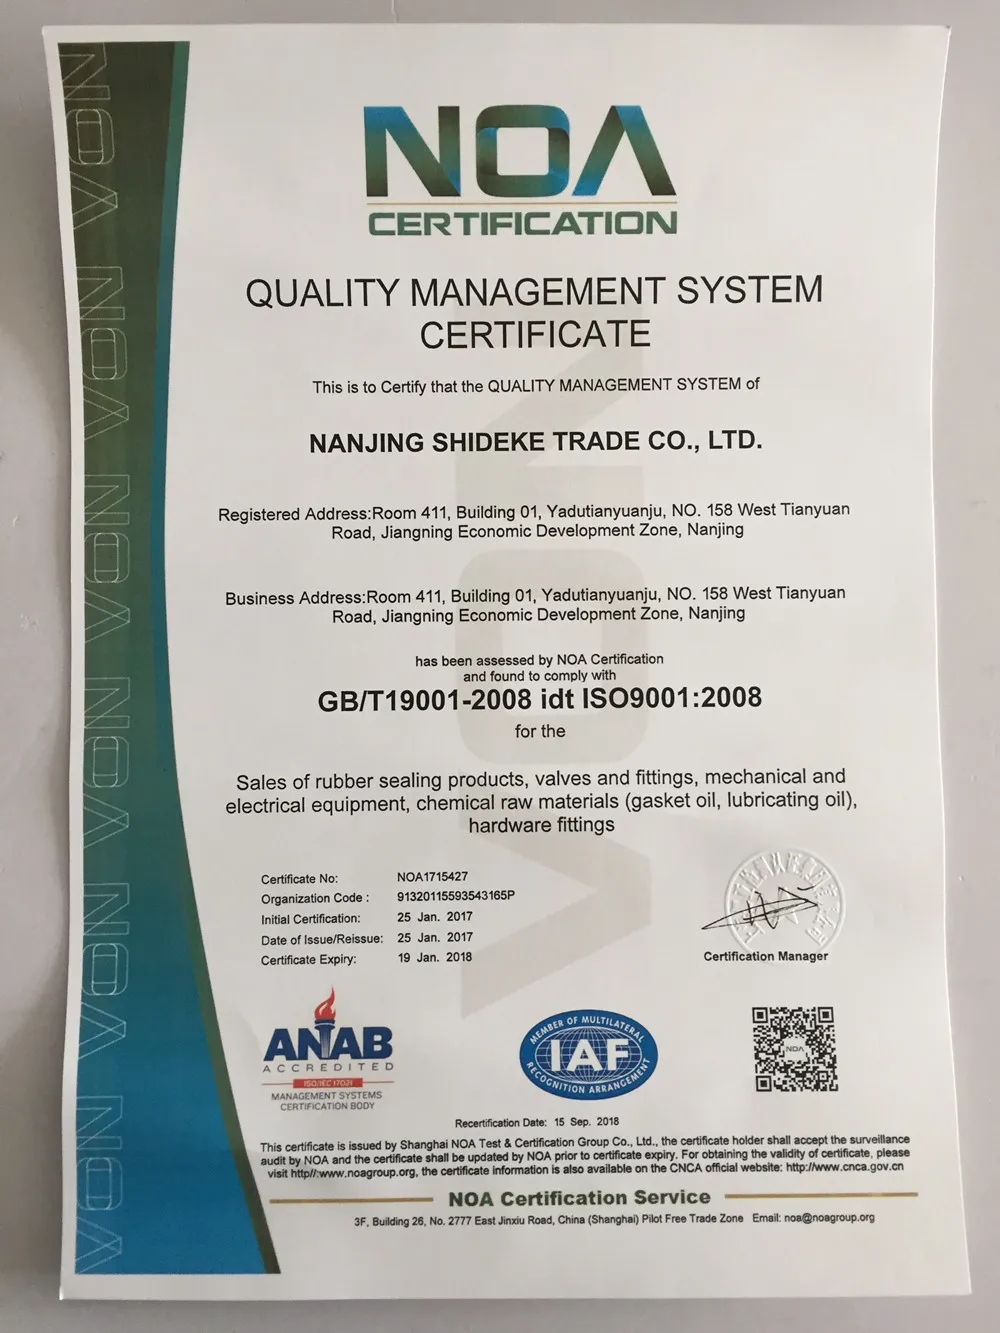 NOA
CERTIFICATION
QUALITY MANAGEMENT SYSTEM
CERTIFICATE
This is to Certify that the QUALITY MANAGEMENT SYSTEM of
NANJING SHIDEKE TRADE CO., LTD.
Registered Address:Room 411, Building 01, Yadutianyuanju, NO. 158 West Tianyuan
Road, Jiangning Economic Development Zone, Nanjing
Business Address:Room 411, Building 01, Yadutianyuanju, NO. 158 West Tianyuan
Road, Jiangning Economic Development Zone, Nanjing
has been assessed by NOA Certification
and found to comply with
GB/T19001-2008 idt ISO9001:2008
for the
Sales of rubber sealing products, valves and fittings, mechanical and
electrical equipment, chemical raw materials (gasket oil, lubricating oil),
hardware fittings
Certificate No: NOA1715427
Organization Code : 91320115593543165P
Initial Certification: 25 Jan. 2017
Date of Issue/Reissue: 25 Jan. 2017
Certificate Expiry: 19 Jan. 2018
Certification Manager
ANAB
ACCREDITED
ISO/IEC 17021
MANAGEMENT SYSTEMS
CERTIFICATION BODY
MEMBER OF MULTILATERAL
IAF
RECOGNITION ARRANGEMENT
NOA
Recertification Date: 15 Sep. 2018
This certificate is issued by Shanghai NOA Test & Certification Group Co., Ltd., the certificate holder shall accept the surveillance
audit by NOA and the certificate shall be updated by NOA prior to certificate expiry. For obtaining the validity of certificate, please
visit http//:www.noagroup.org, the certificate information is also available on the CNCA official website: http://www.cnca.gov.cn
NOA Certification Service
3F, Building 26, No. 2777 East Jinxiu Road, China (Shanghai) Pilot Free Trade Zone Email: noa@noagroup.org